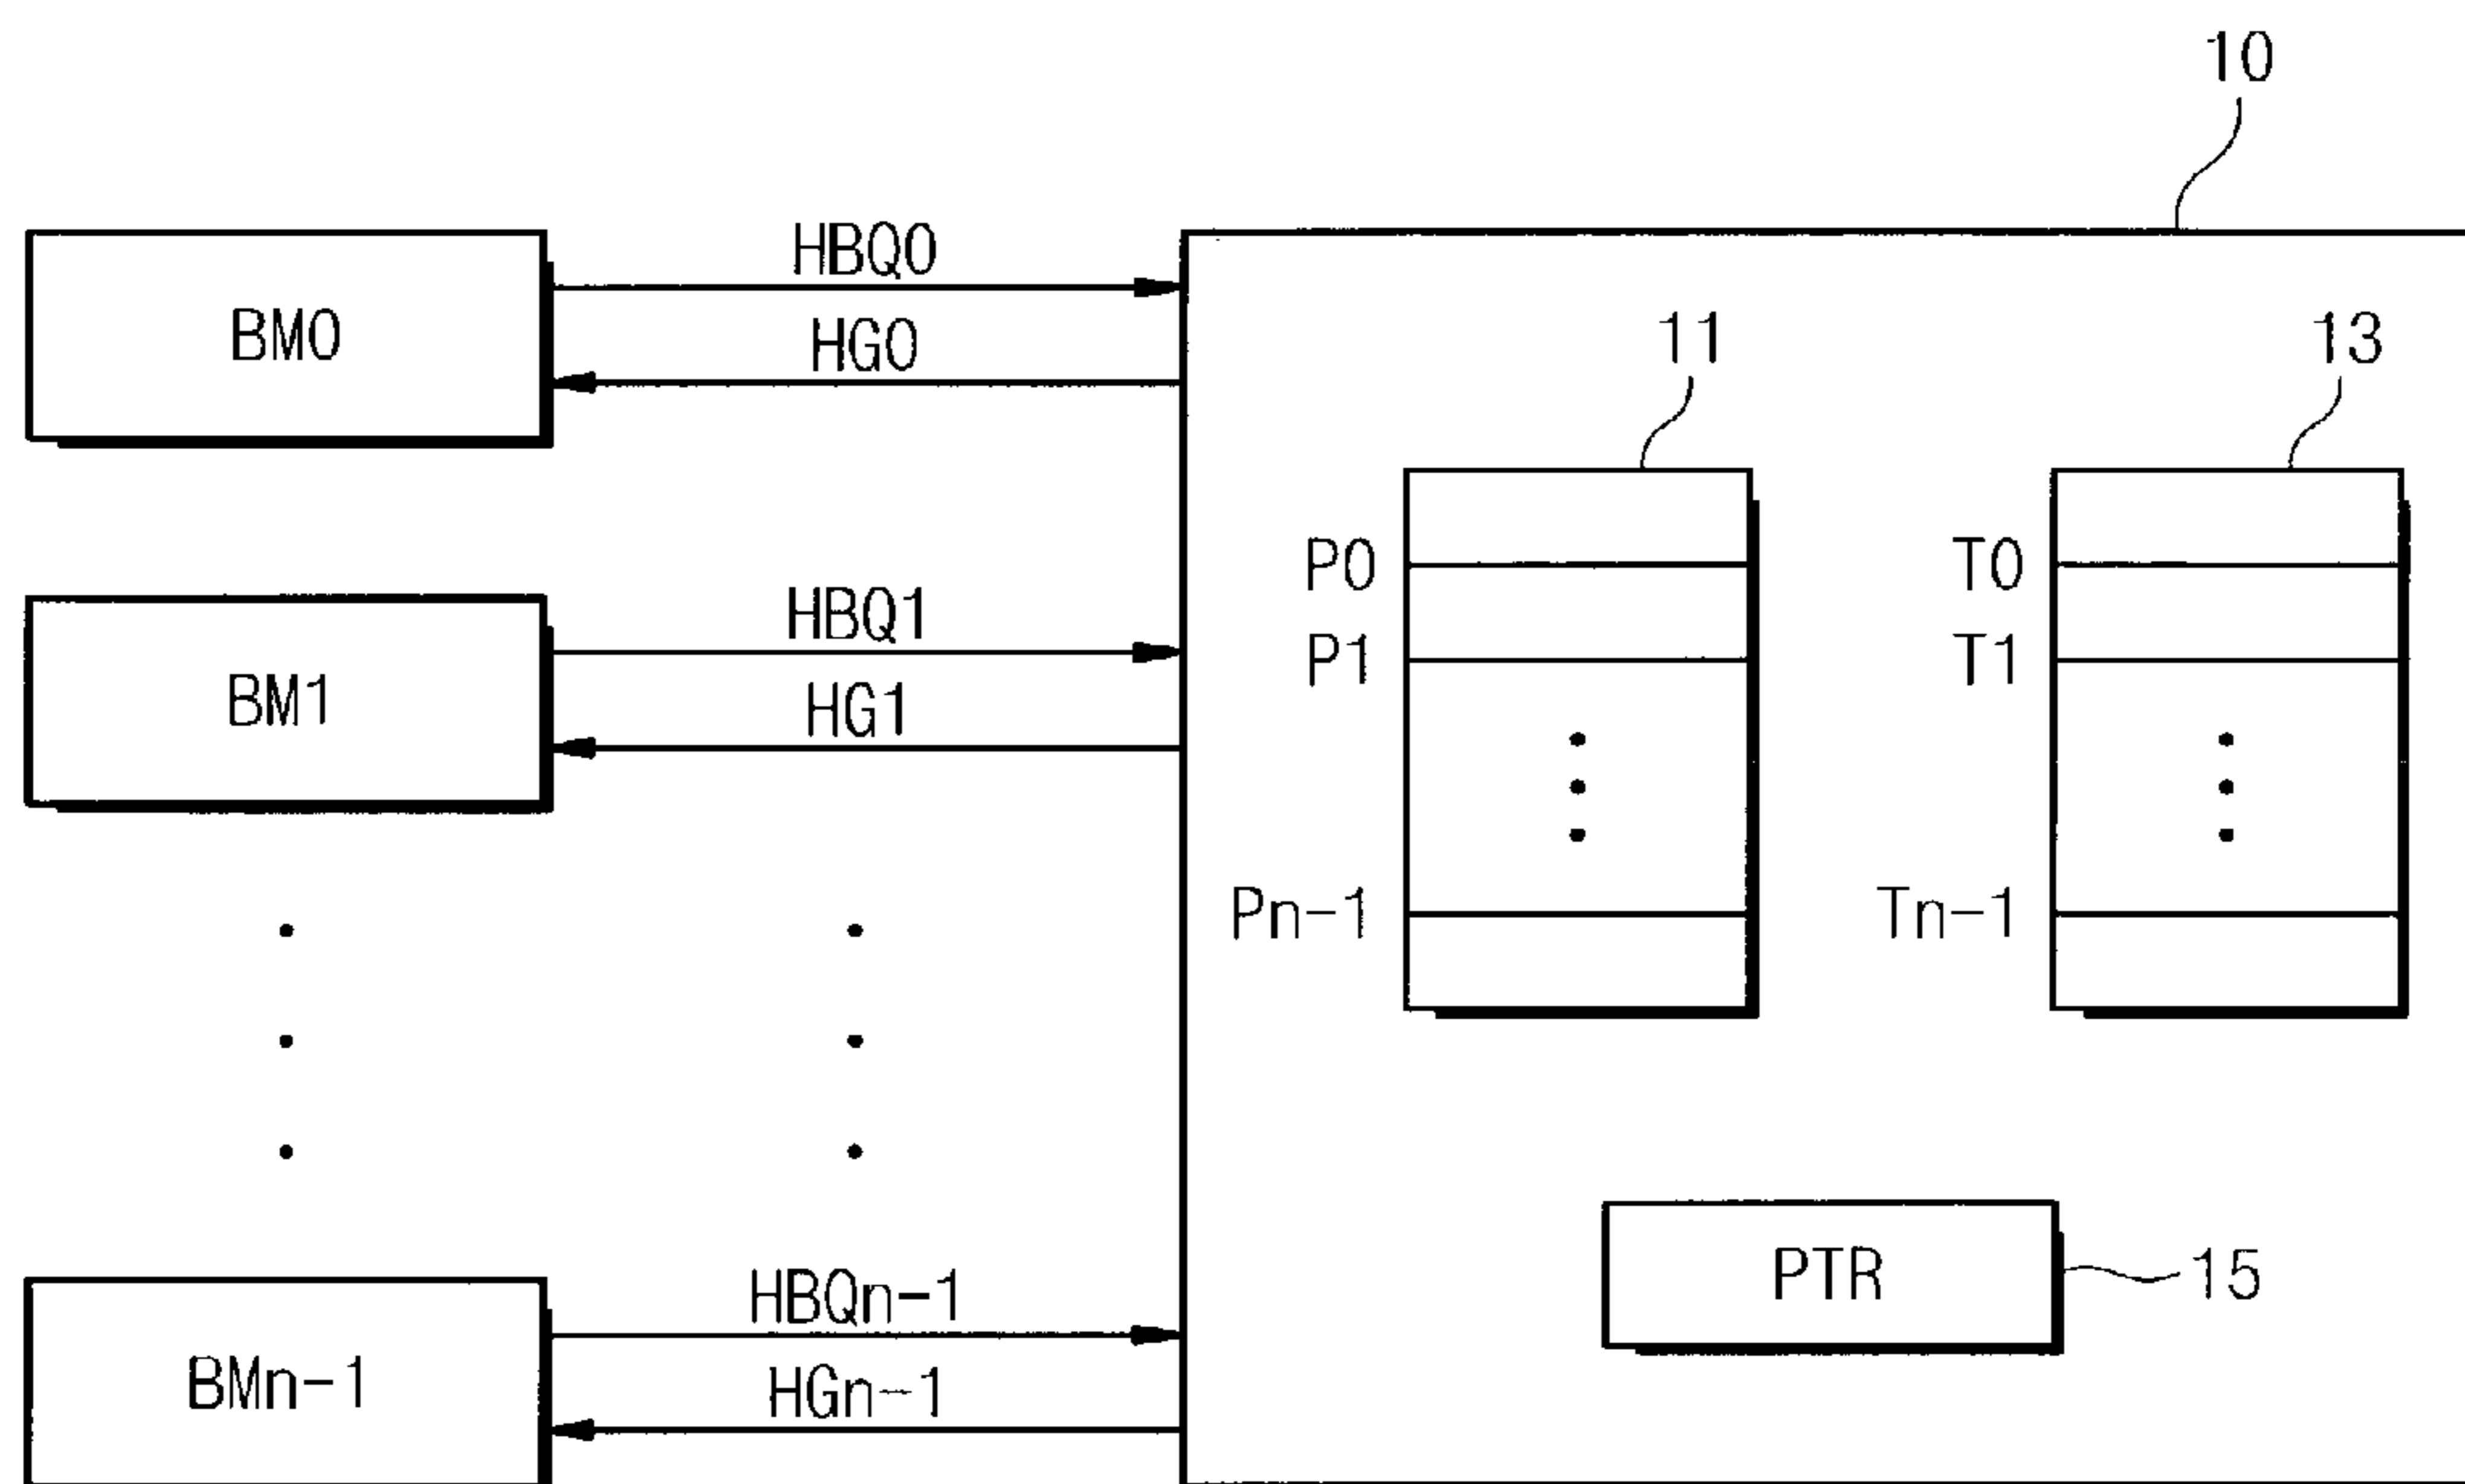 10
HBQ0
BM0
HG0
11
13
P0
T0
HBQ1
P1
T1
BM1
HG1
Pn-1
Tn-1
HBQn-1
PTR
15
BMn-1
HGn-1